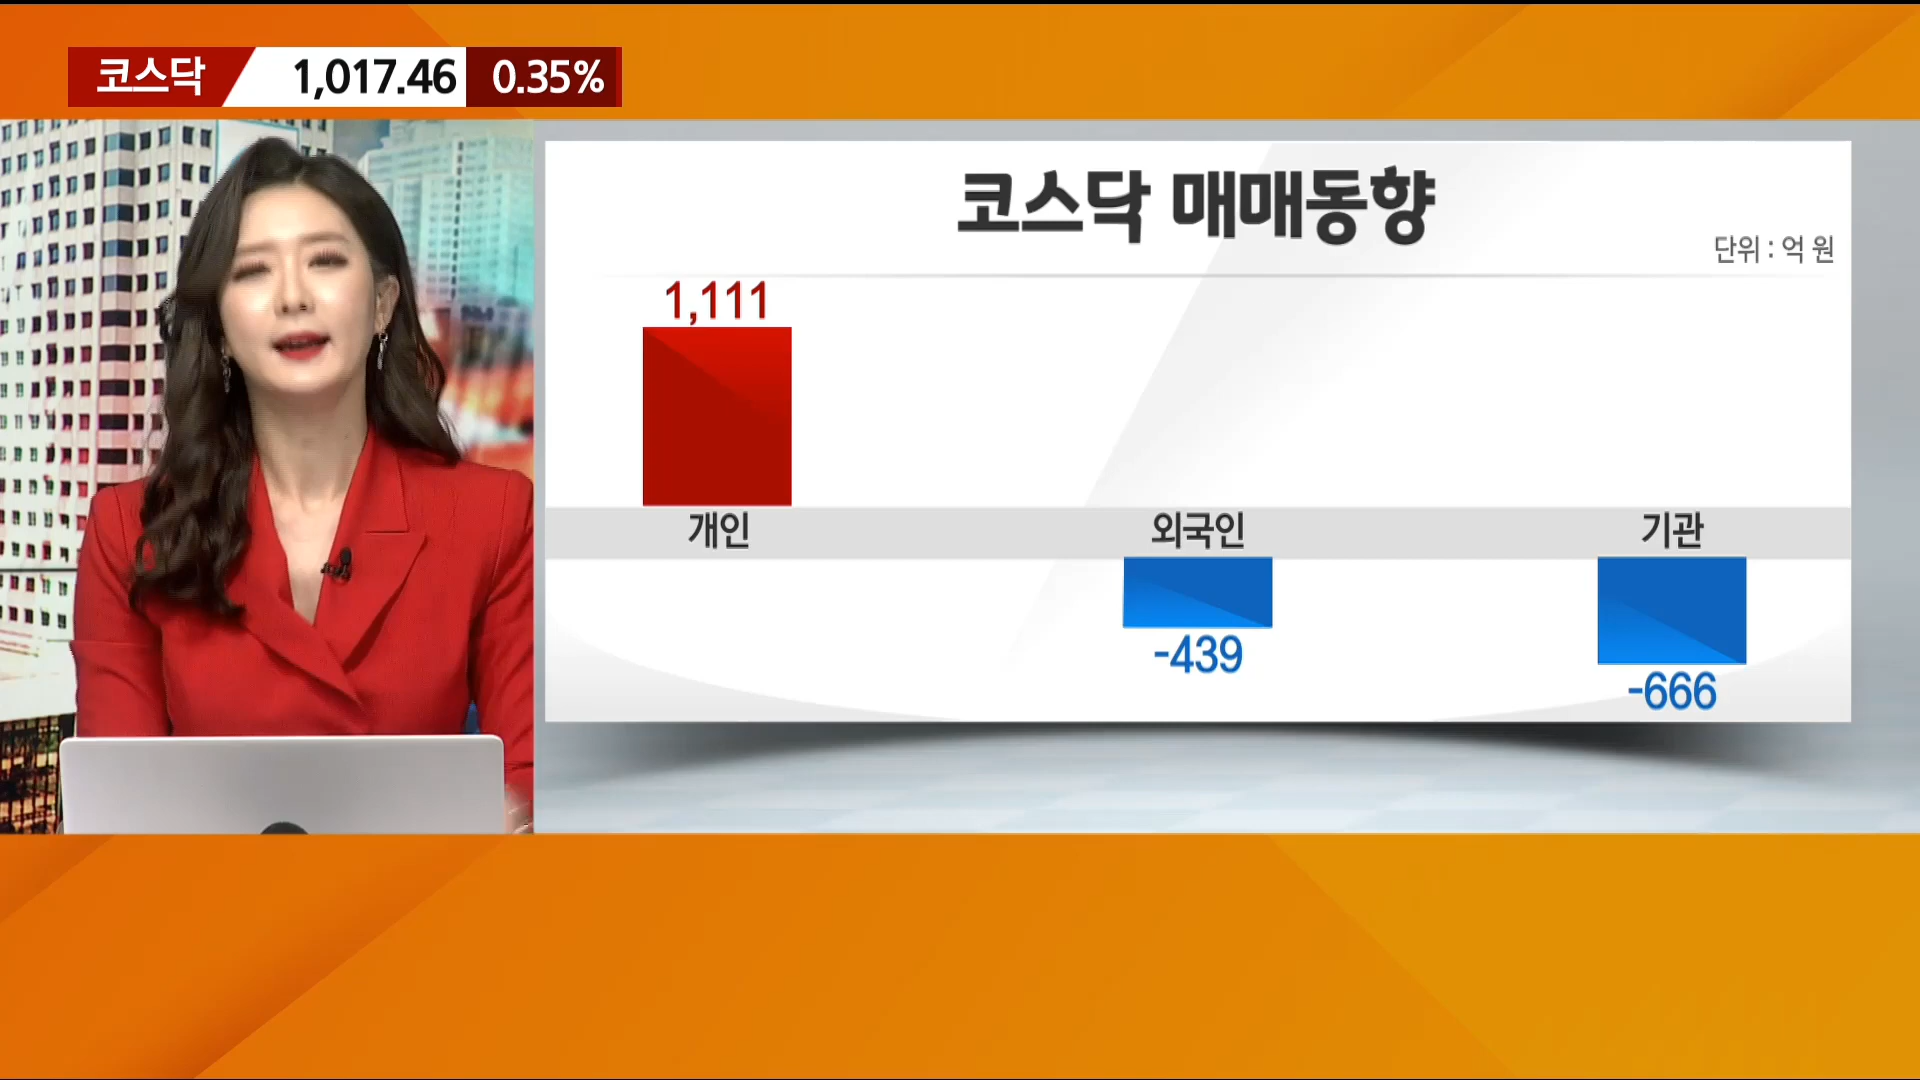 코스닥 1,017.46 0.35%
코스닥 매매동향
단위 : 억 원
1,111
개인 외국인 기관
-439
-666